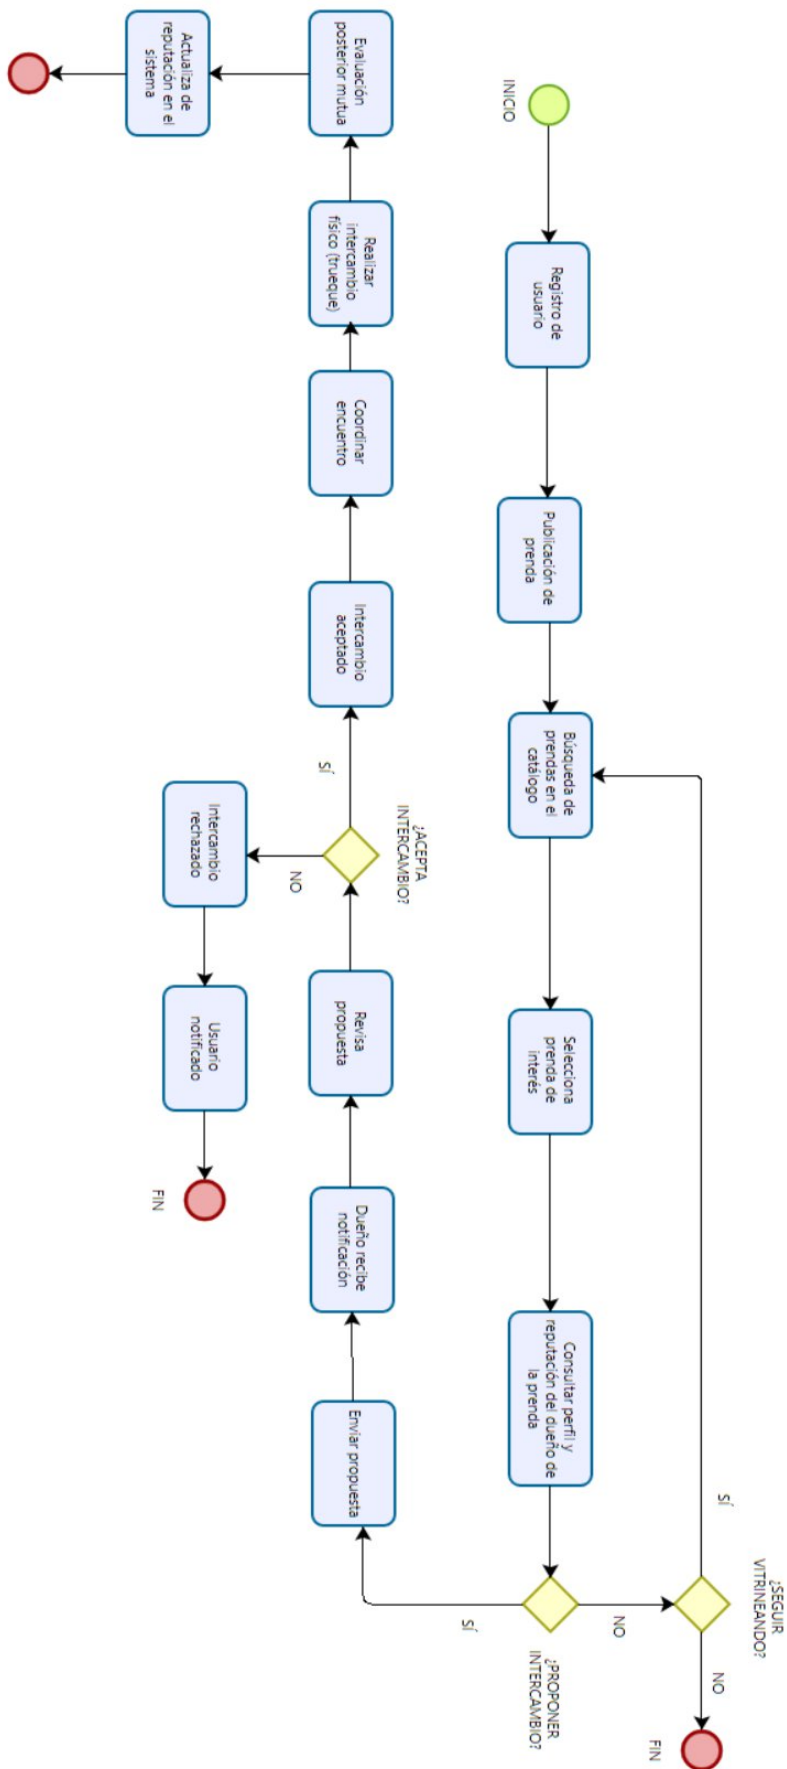 ¿SEGUIR
VITRINEANDO?
SÍ
NO
FIN
INICIO
Registro de
usuario
Publicación de
prenda
Búsqueda de
prendas en el
catálogo
Selecciona
prenda de
interés
Consultar perfil y
reputación del dueño de
la prenda
NO
¿PROPONER
INTERCAMBIO?
SÍ
Enviar propuesta
Dueño recibe
notificación
Revisa
propuesta
¿ACEPTA
INTERCAMBIO?
SÍ
NO
Intercambio
aceptado
Coordinar
encuentro
Realizar
intercambio
físico (trueque)
Evaluación
posterior mutua
Actualiza de
reputación en el
sistema
Intercambio
rechazado
Usuario
notificado
FIN